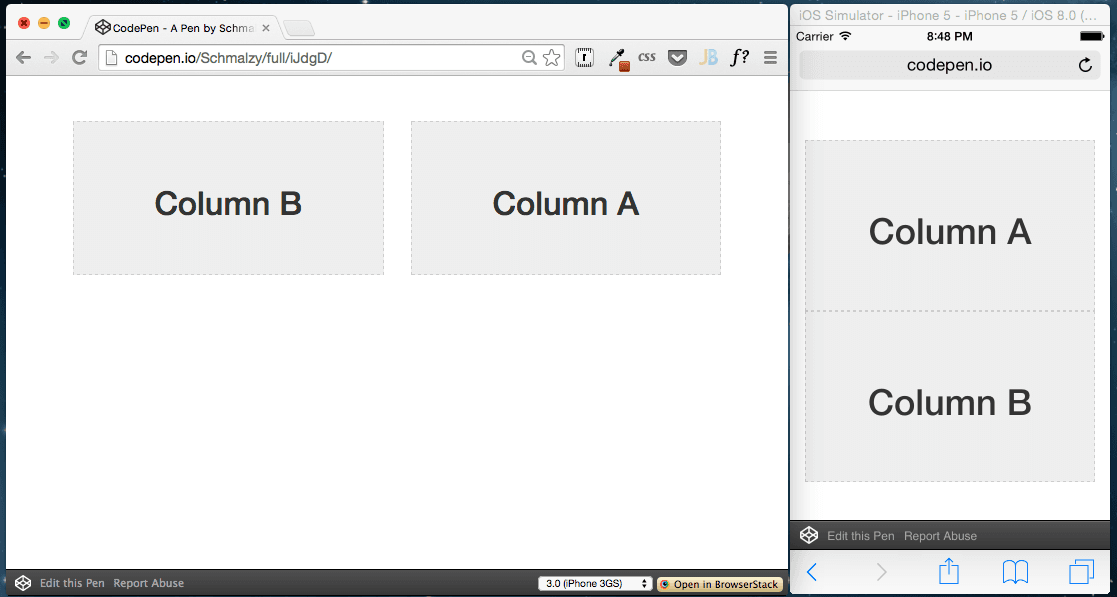 CodePen - A Pen by Schma
codepen.io/Schmalzy/full/iJdgD/
r
css
JB
f?
Column B
Column A
Edit this Pen
Report Abuse
3.0 (iPhone 3GS)
Open in BrowserStack
iOS Simulator - iPhone 5 - iPhone 5 / iOS 8.0 (...
Carrier
8:48 PM
codepen.io
Column A
Column B
Edit this Pen
Report Abuse